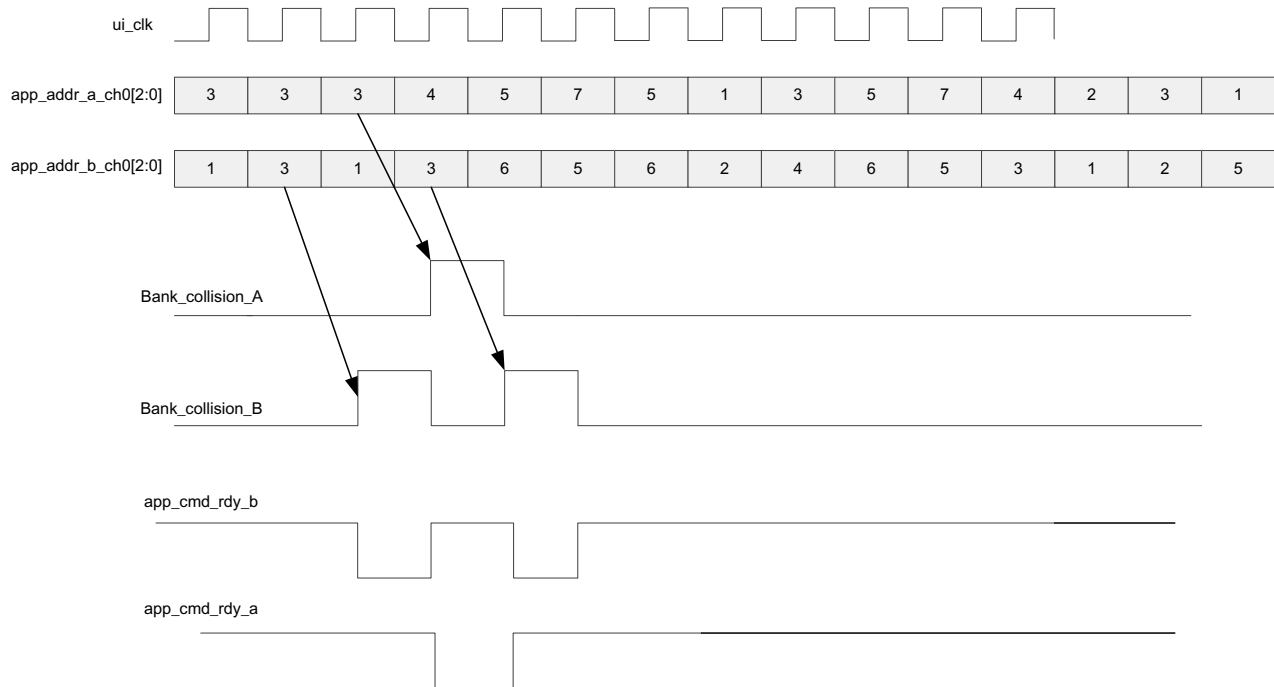 ui_clk
app_addr_a_ch0[2:0] 3 3 3 4 5 7 5 1 3 5 7 4 2 3 1
app_addr_b_ch0[2:0] 1 3 1 3 6 5 6 2 4 6 5 3 1 2 5
Bank_collision_A
Bank_collision_B
app_cmd_rdy_b
app_cmd_rdy_a